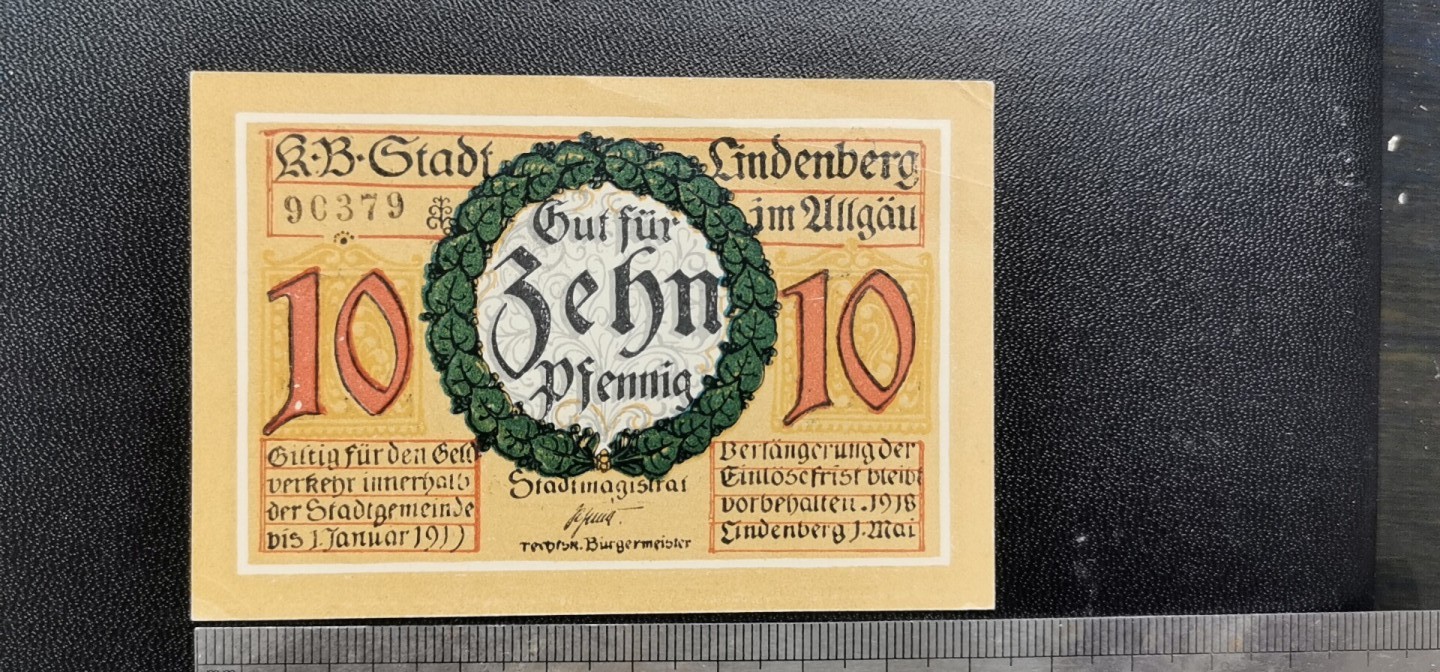 K·B·Stadt Lindenberg
90379 im Allgäu
Gut für
Zehn
Pfennig
10 10
Giltig für den Geld
verkehr innerhalb
der Stadtgemeinde
bis 1. Januar
Stadtmagistrat
rechtsk. Bürgermeister
Verlängerung der
Einlösefrist bleibt
vorbehalten. 1918
Lindenberg 1. Mai